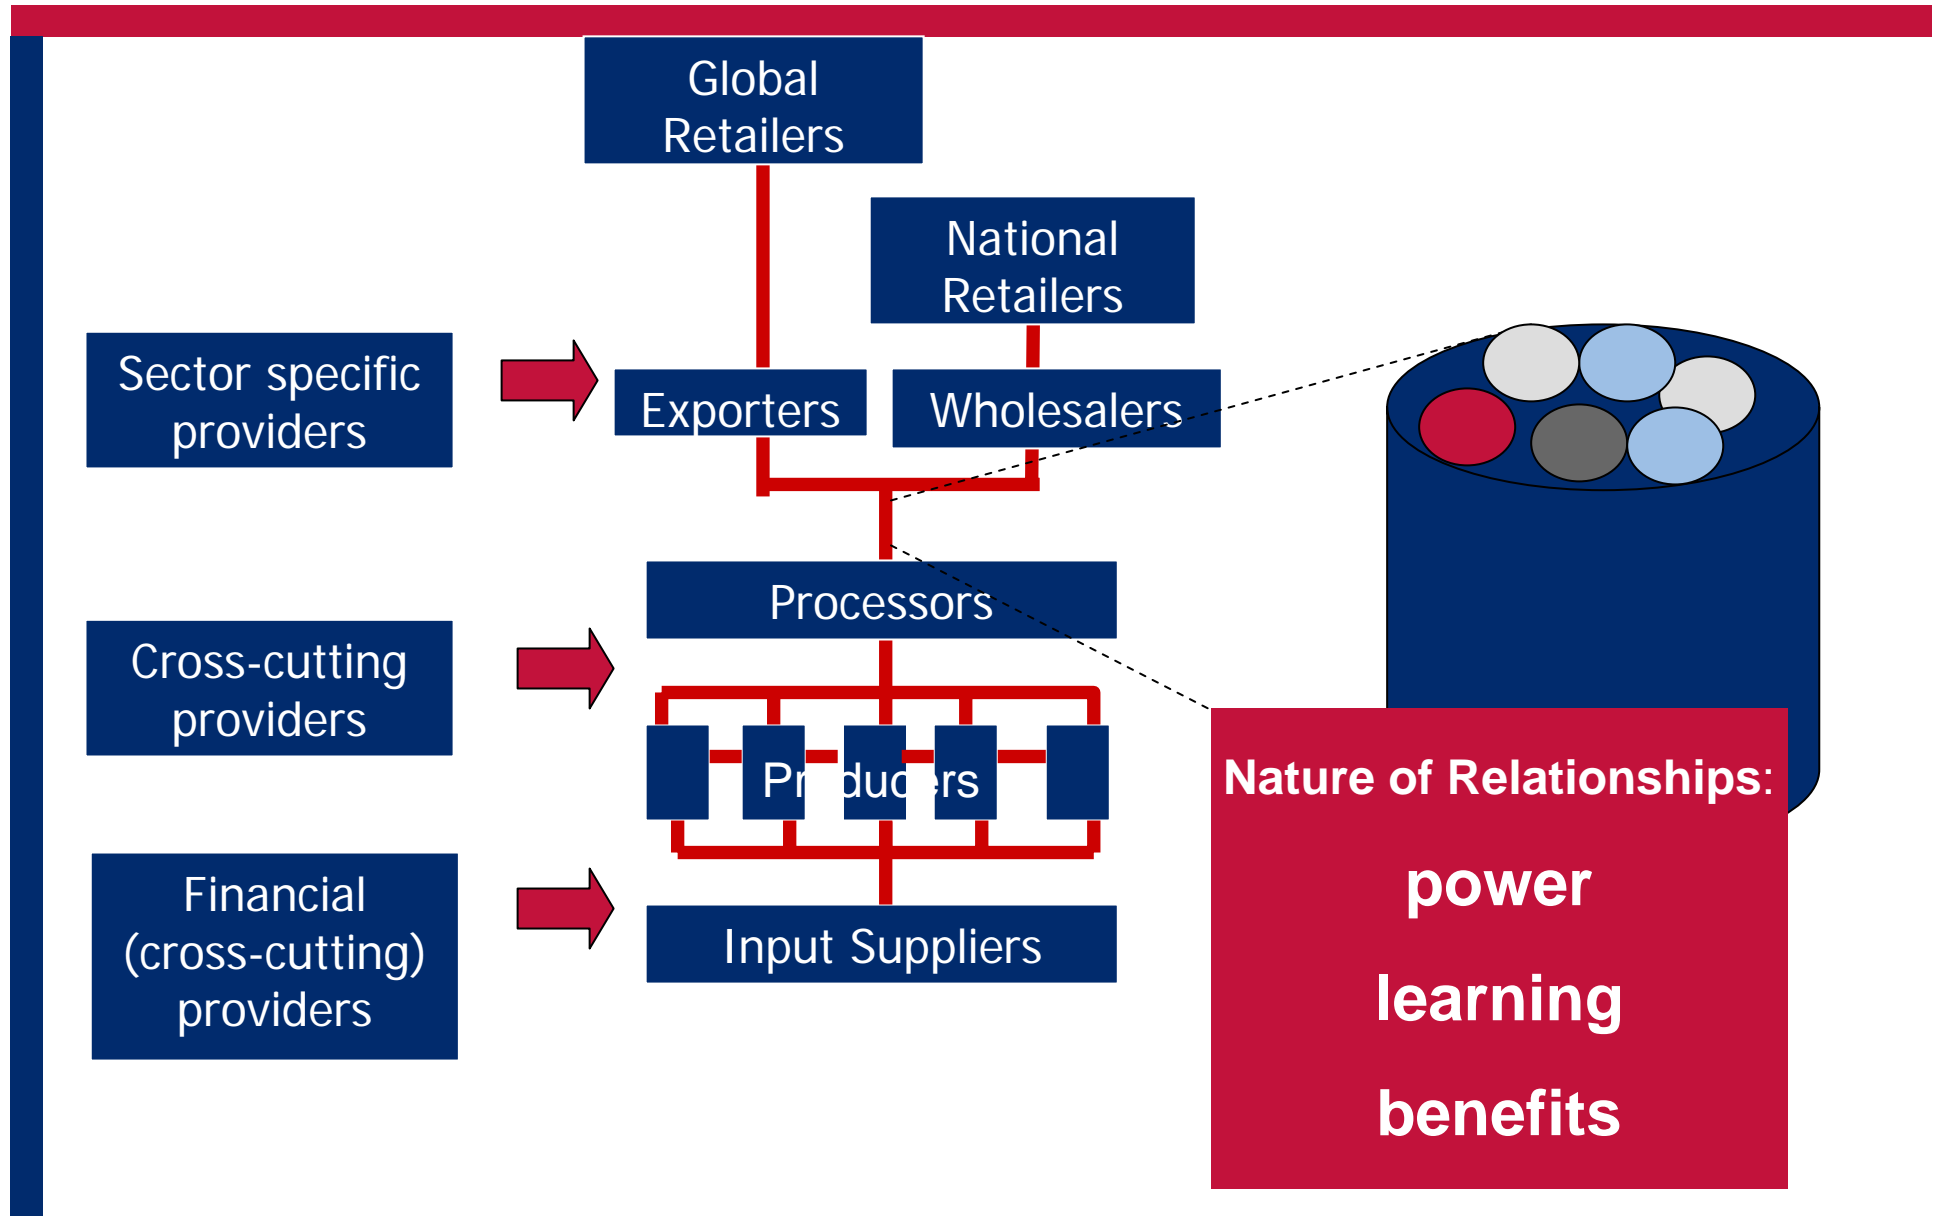 Global
Retailers
National
Retailers
Sector specific
providers
Exporters
Wholesalers
Processors
Cross-cutting
providers
Producers
Nature of Relationships:
power
learning
benefits
Financial
(cross-cutting)
providers
Input Suppliers